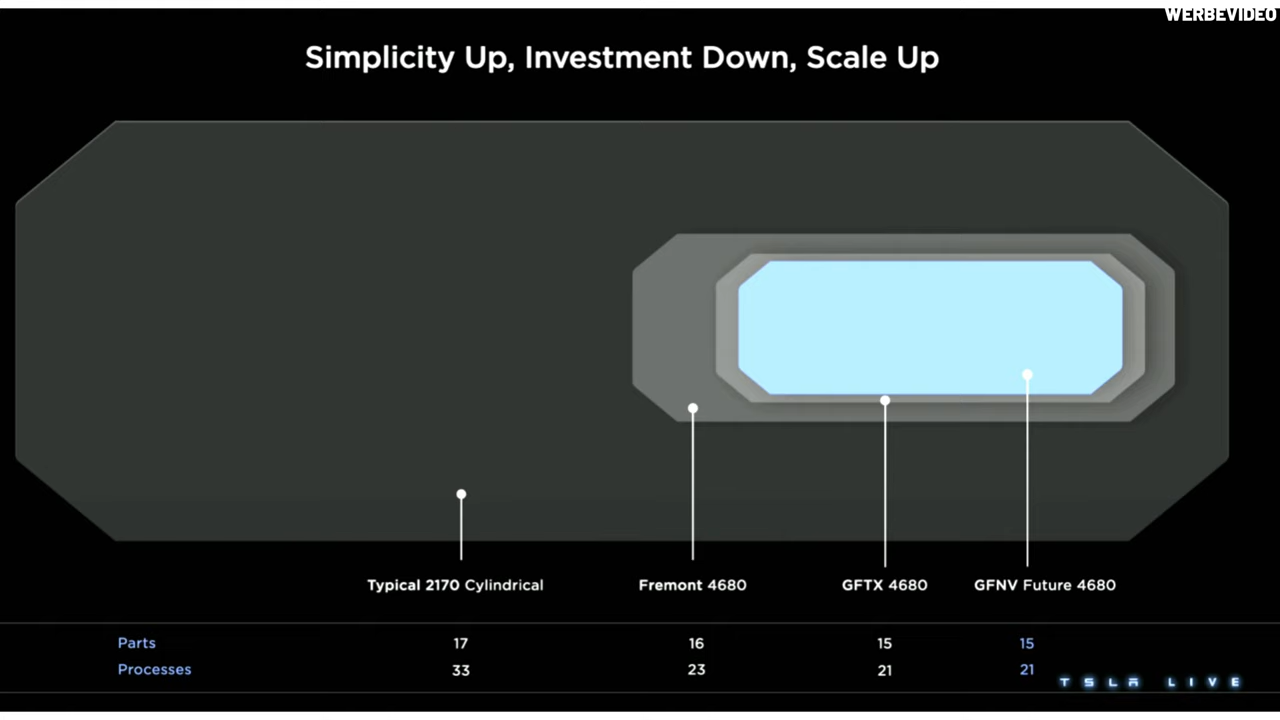 WERBEVIDEO
Simplicity Up, Investment Down, Scale Up
Typical 2170 Cylindrical Fremont 4680 GFTX 4680 GFNV Future 4680
Parts 17 16 15 15
Processes 33 23 21 21
TSLA LIVE